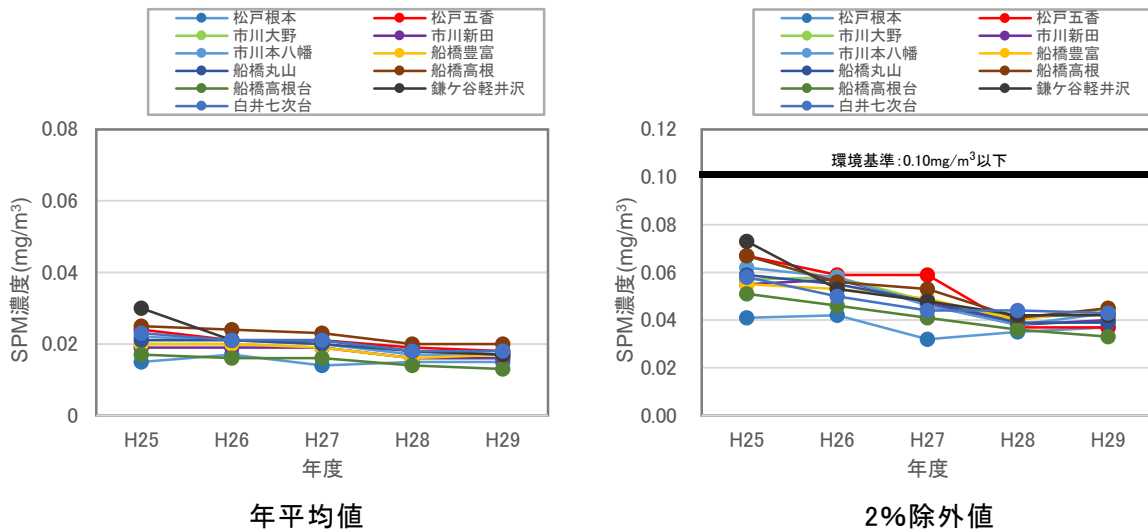 松戸根本 松戸五香
市川大野 市川新田
市川本八幡 船橋豊富
船橋丸山 船橋高根
船橋高根台 鎌ケ谷軽井沢
白井七次台
0.08
0.06
0.04
0.02
0
SPM濃度(mg/m³)
H25 H26 H27 H28 H29
年度
年平均値
松戸根本 松戸五香
市川大野 市川新田
市川本八幡 船橋豊富
船橋丸山 船橋高根
船橋高根台 鎌ケ谷軽井沢
白井七次台
0.12
0.10
0.08
0.06
0.04
0.02
0.00
SPM濃度(mg/m³)
環境基準：0.10mg/m³以下
H25 H26 H27 H28 H29
年度
2%除外値